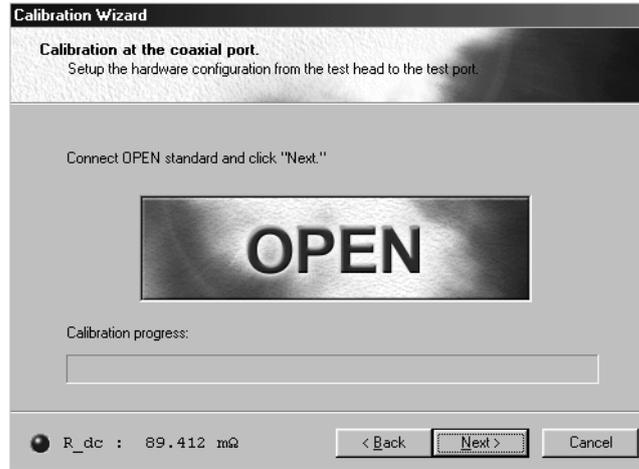 Calibration Wizard
Calibration at the coaxial port.
Setup the hardware configuration from the test head to the test port.
Connect OPEN standard and click "Next."
OPEN
Calibration progress:
R_dc : 89.412 mΩ
< Back
Next >
Cancel